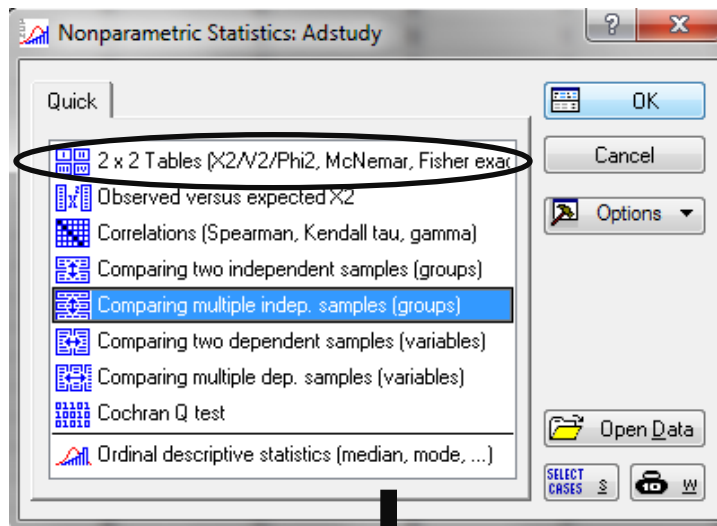 Nonparametric Statistics: Adstudy
?
X
Quick
OK
2 x 2 Tables (X2/V2/Phi2, McNemar, Fisher exac
Cancel
Observed versus expected X2
Options
Correlations (Spearman, Kendall tau, gamma)
Comparing two independent samples (groups)
Comparing multiple indep. samples (groups)
Comparing two dependent samples (variables)
Comparing multiple dep. samples (variables)
Cochran Q test
Open Data
Ordinal descriptive statistics (median, mode, ...)
SELECT
CASES
S
W